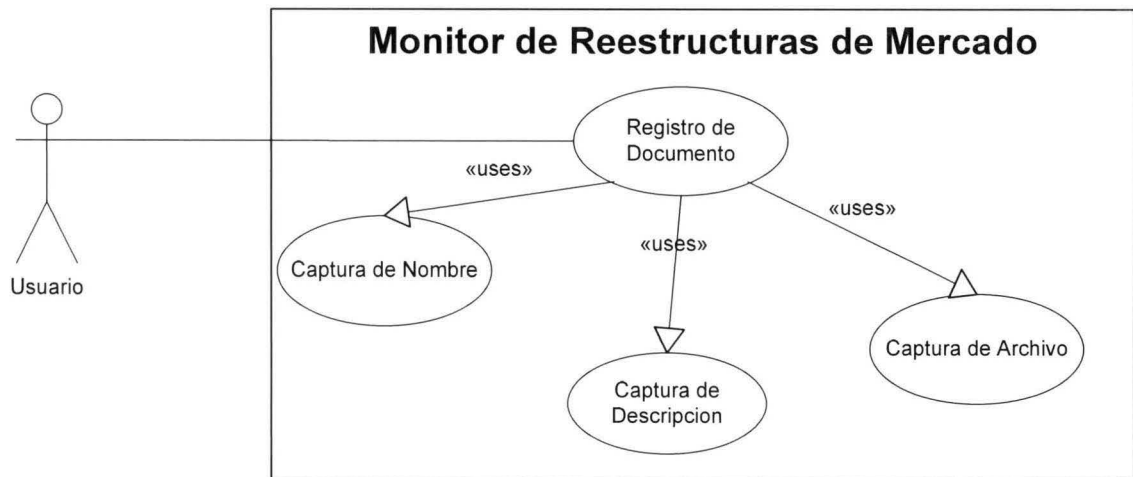 Monitor de Reestructuras de Mercado
Registro de
Documento
«uses»
«uses»
«uses»
Captura de Nombre
Usuario
Captura de Archivo
Captura de
Descripcion